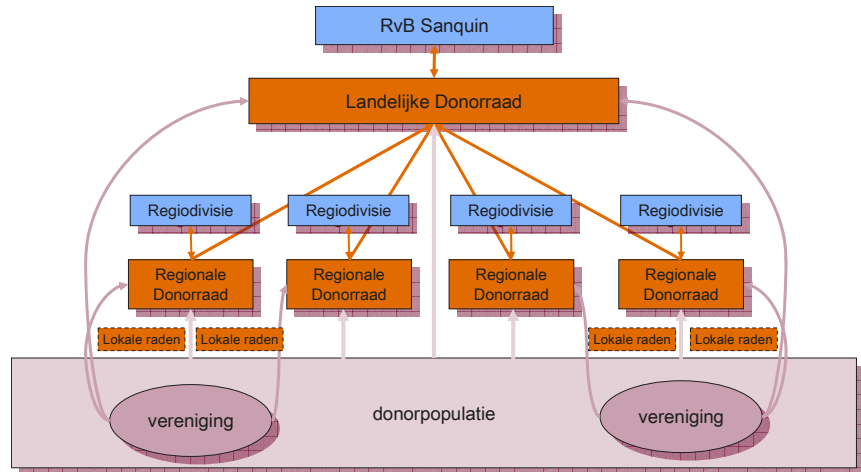 RvB Sanquin
Landelijke Donorraad
Regiodivisie
Regiodivisie
Regiodivisie
Regiodivisie
Regionale
Donorraad
Regionale
Donorraad
Regionale
Donorraad
Regionale
Donorraad
Lokale raden
Lokale raden
Lokale raden
Lokale raden
vereniging
donorpopulatie
vereniging